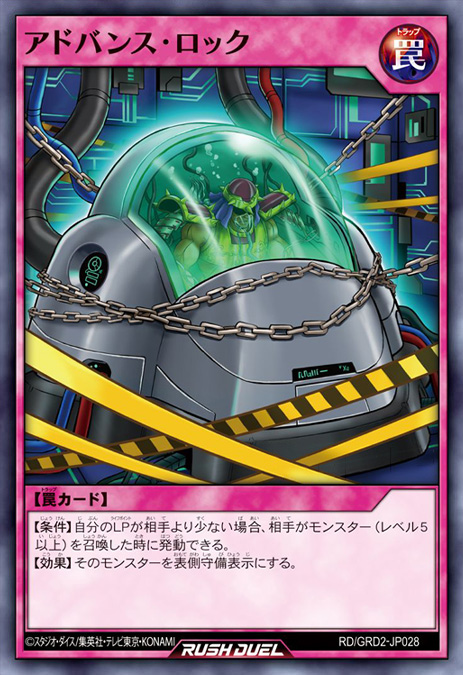 アドバンス・ロック
トラップ
罠
【罠カード】
【条件】自分のLPが相手より少ない場合、相手がモンスター(レベル5
以上)を召喚した時に発動できる。
【効果】そのモンスターを表側守備表示にする。
©スタジオ・ダイス/集英社・テレビ東京・KONAMI
RUSH DUEL
RD/GRD2-JP028